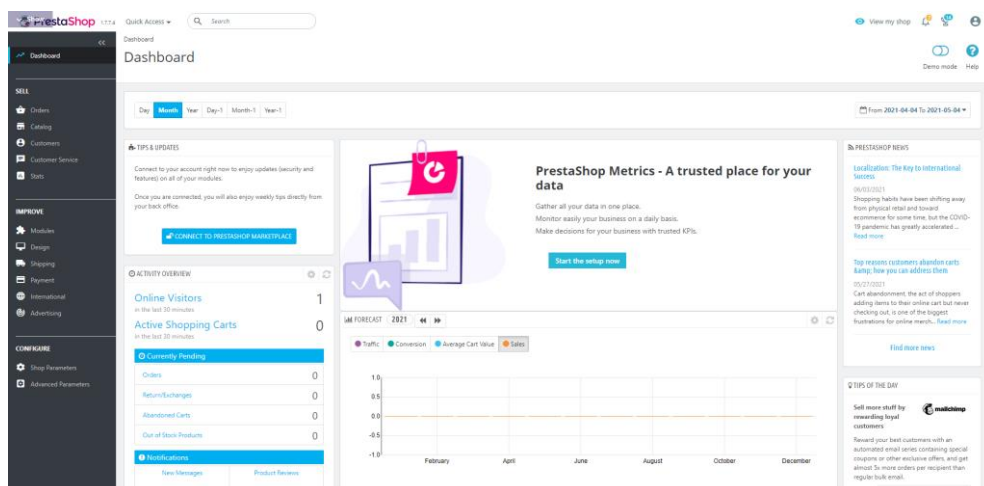 PrestaShop 1.7.7.4
Quick Access
Search
View my shop
Dashboard
Dashboard
Demo mode
Help
Dashboard
SELL
Orders
Catalog
Customers
Customer Service
Stats
IMPROVE
Modules
Design
Shipping
Payment
International
Advertising
CONFIGURE
Shop Parameters
Advanced Parameters
Day Month Year Day-1 Month-1 Year-1
From 2021-04-04 To 2021-05-04
TIPS & UPDATES
Connect to your account right now to enjoy updates (security and
features) on all of your modules.
Once you are connected, you will also enjoy weekly tips directly from
your back office.
CONNECT TO PRESTASHOP MARKETPLACE
ACTIVITY OVERVIEW
Online Visitors 1
in the last 30 minutes
Active Shopping Carts 0
in the last 30 minutes
Currently Pending
Orders 0
Return/Exchanges 0
Abandoned Carts 0
Out of Stock Products 0
Notifications
New Messages Product Reviews
PrestaShop Metrics - A trusted place for your
data
Gather all your data in one place.
Monitor easily your business on a daily basis.
Make decisions for your business with trusted KPIs.
Start the setup now
FORECAST 2021
Traffic Conversion Average Cart Value Sales
1.0
0.5
0.0
-0.5
-1.0
February April June August October December
PRESTASHOP NEWS
Localization: The Key to International
Success
06/03/2021
Shopping habits have been shifting away
from physical retail and toward
ecommerce for some time, but the COVID-
19 pandemic has greatly accelerated ...
Read more
Top reasons customers abandon carts
&amp; how you can address them
05/27/2021
Cart abandonment, the act of shoppers
adding items to their online cart but never
checking out, is one of the biggest
frustrations for online merch... Read more
Find more news
TIPS OF THE DAY
Sell more stuff by
rewarding loyal
customers
mailchimp
Reward your best customers with an
automated email series containing special
coupons or other exclusive offers, and get
almost 5x more orders per recipient than
regular bulk email.